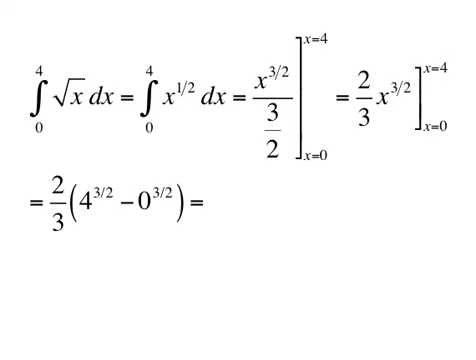 ∫₀⁴ √x dx = ∫₀⁴ x^{1/2} dx = x^{3/2} / (3/2) ]_{x=0}^{x=4} = 2/3 x^{3/2} ]_{x=0}^{x=4}
= 2/3 (4^{3/2} − 0^{3/2}) =